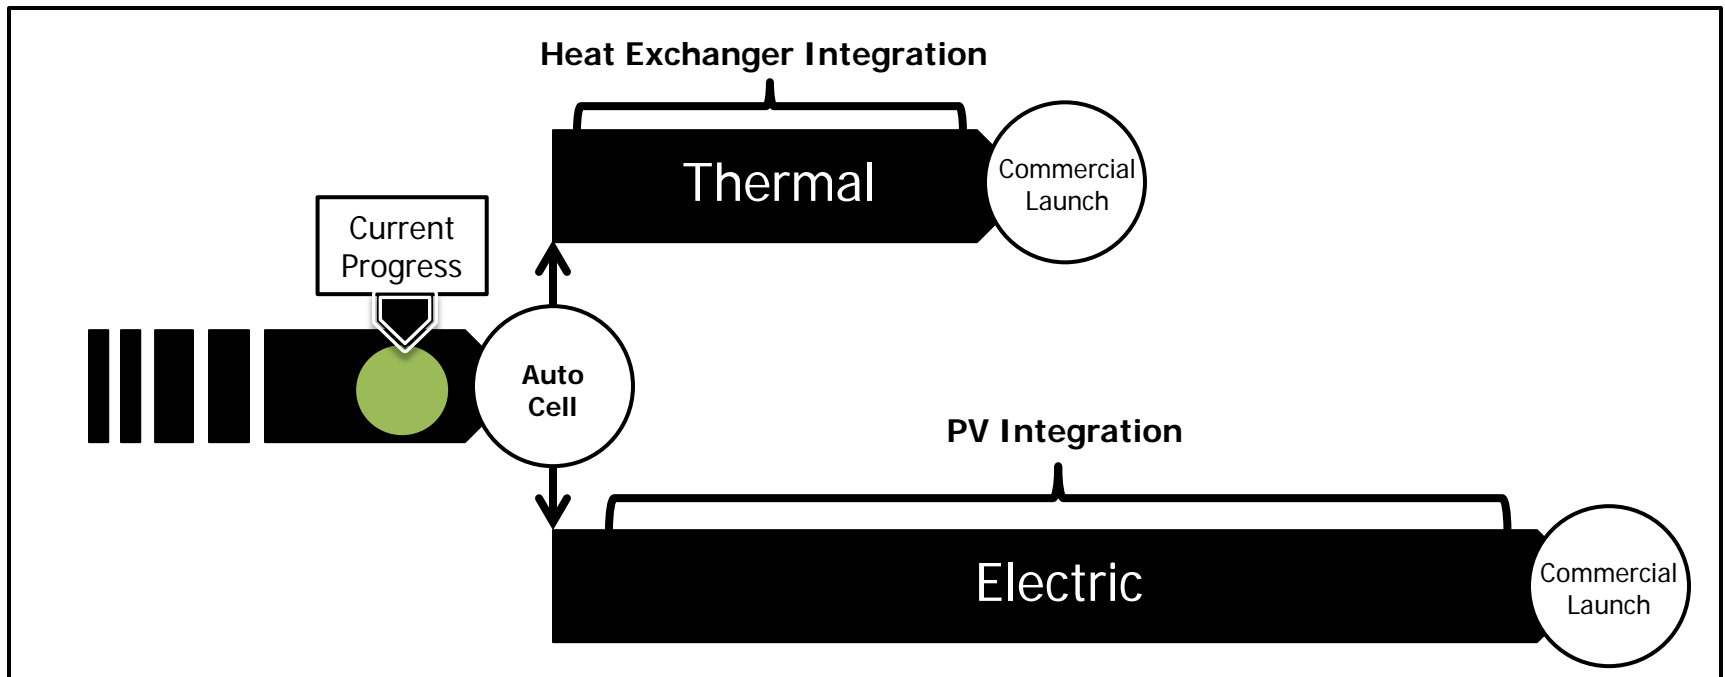 Heat Exchanger Integration
Thermal
Commercial
Launch
Current
Progress
Auto
Cell
PV Integration
Electric
Commercial
Launch